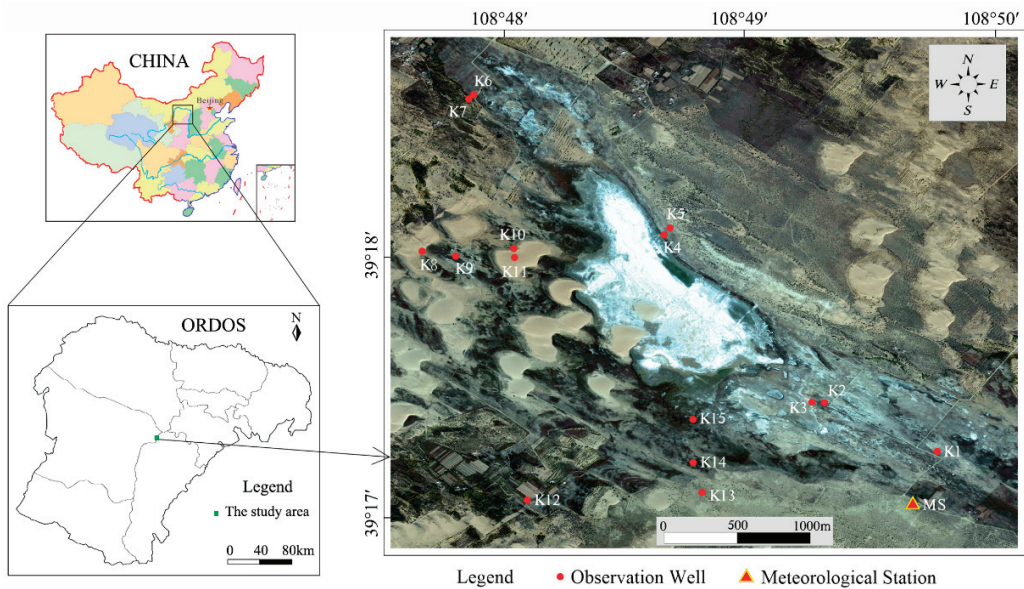 CHINA
Beijing
ORDOS
N
Legend
The study area
0 40 80km
108°48′ 108°49′ 108°50′
39°18′
39°17′
N
W E
S
K6
K7
K5
K4
K10
K8 K9 K11
K3 K2
K15
K1
K14
K13
K12
MS
0 500 1000m
Legend Observation Well Meteorological Station